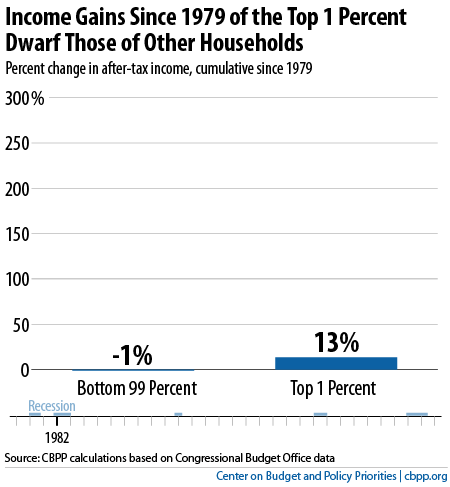 Income Gains Since 1979 of the Top 1 Percent
Dwarf Those of Other Households
Percent change in after-tax income, cumulative since 1979
300%
250
200
150
100
50
0
-1%
13%
Bottom 99 Percent
Top 1 Percent
Recession
1982
Source: CBPP calculations based on Congressional Budget Office data
Center on Budget and Policy Priorities | cbpp.org